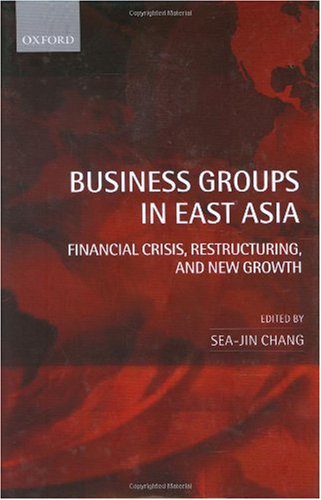 OXFORD
BUSINESS GROUPS
IN EAST ASIA
FINANCIAL CRISIS, RESTRUCTURING,
AND NEW GROWTH
EDITED BY
SEA-JIN CHANG